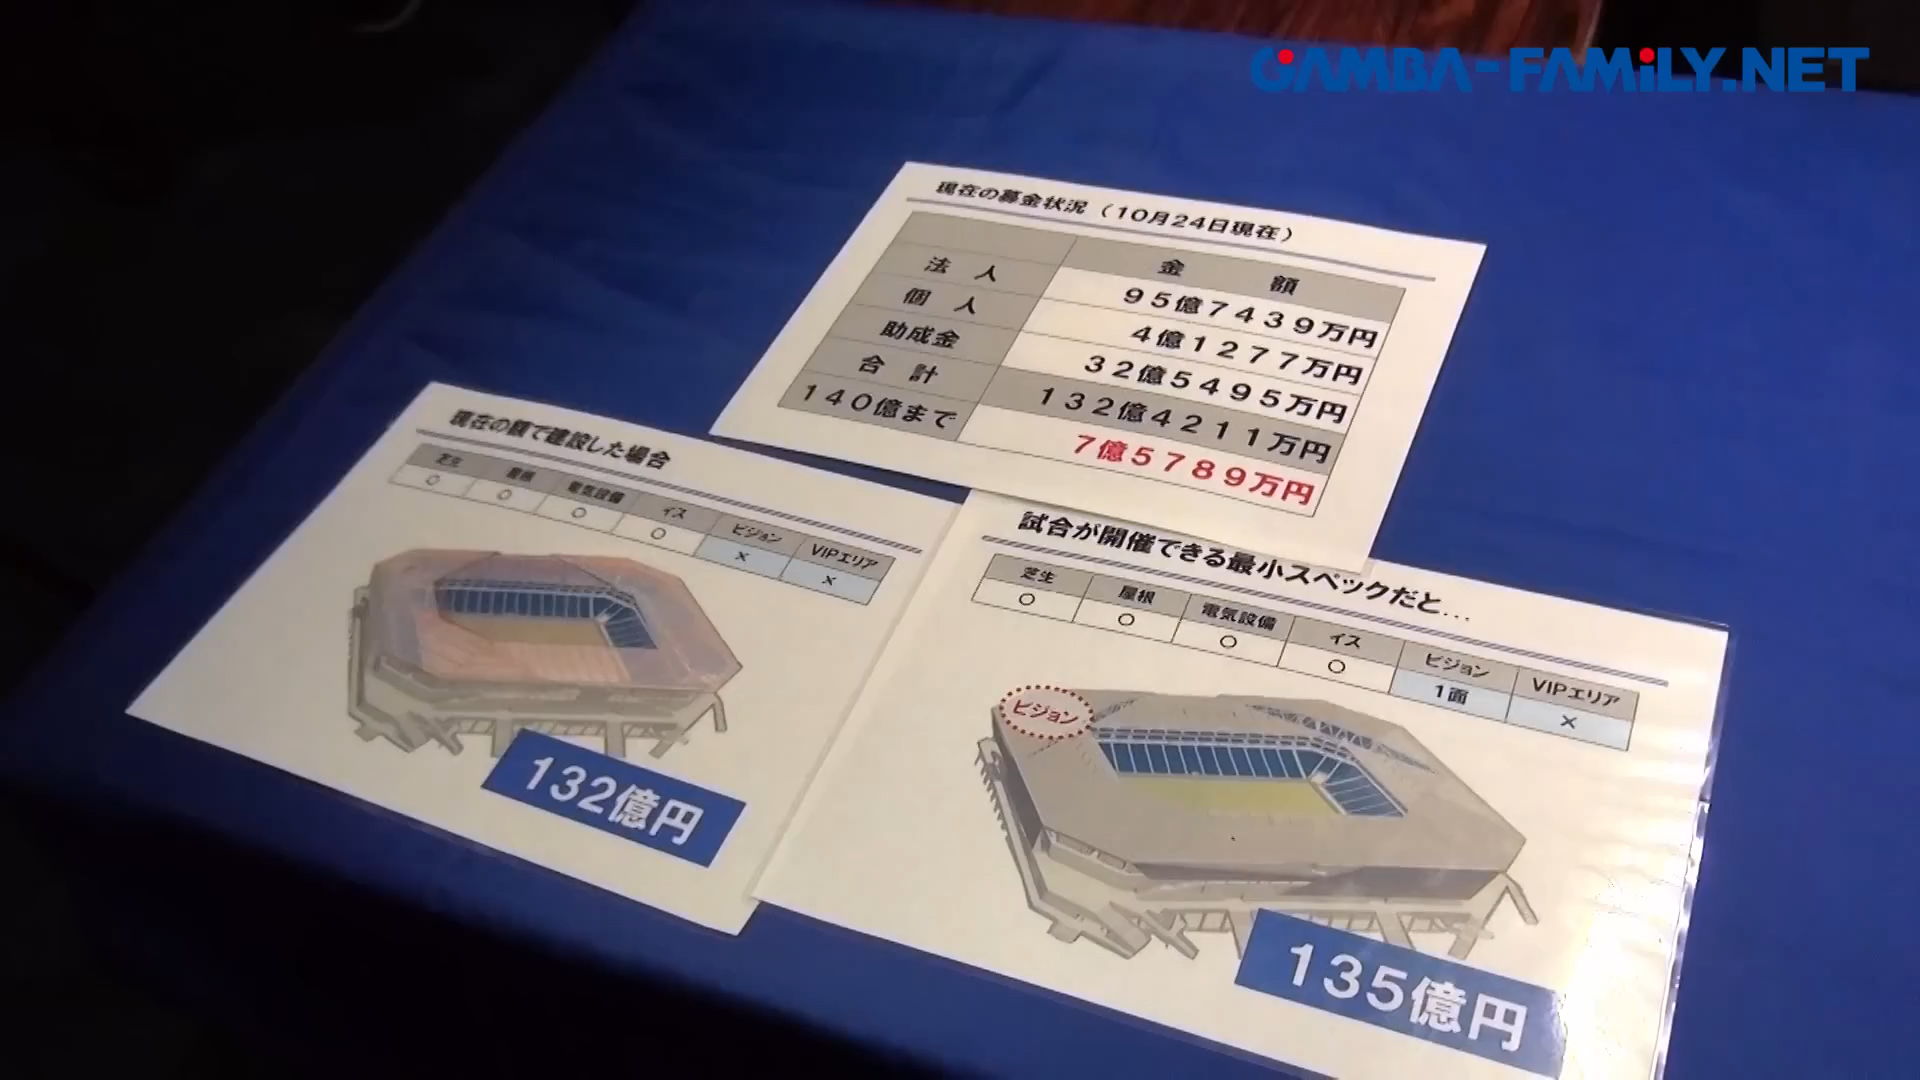 GAMBA-FAMiLY.NET
現在の募金状況（10月24日現在）
金 額
法 人 95億7439万円
個 人 4億1277万円
助成金 32億5495万円
合 計 132億4211万円
140億まで 7億5789万円
現在の額で建設した場合
芝生 屋根 電気設備 イス ビジョン VIPエリア
○ ○ ○ ○ × ×
132億円
試合が開催できる最小スペックだと...
芝生 屋根 電気設備 イス ビジョン VIPエリア
○ ○ ○ ○ 1面 ×
ビジョン
135億円